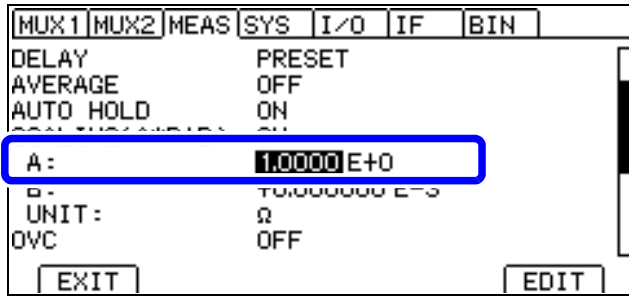 MUX1 MUX2 MEAS SYS I/O IF BIN
DELAY PRESET
AVERAGE OFF
AUTO HOLD ON
A: 1.0000 E+0
UNIT: Ω
OVC OFF
EXIT EDIT